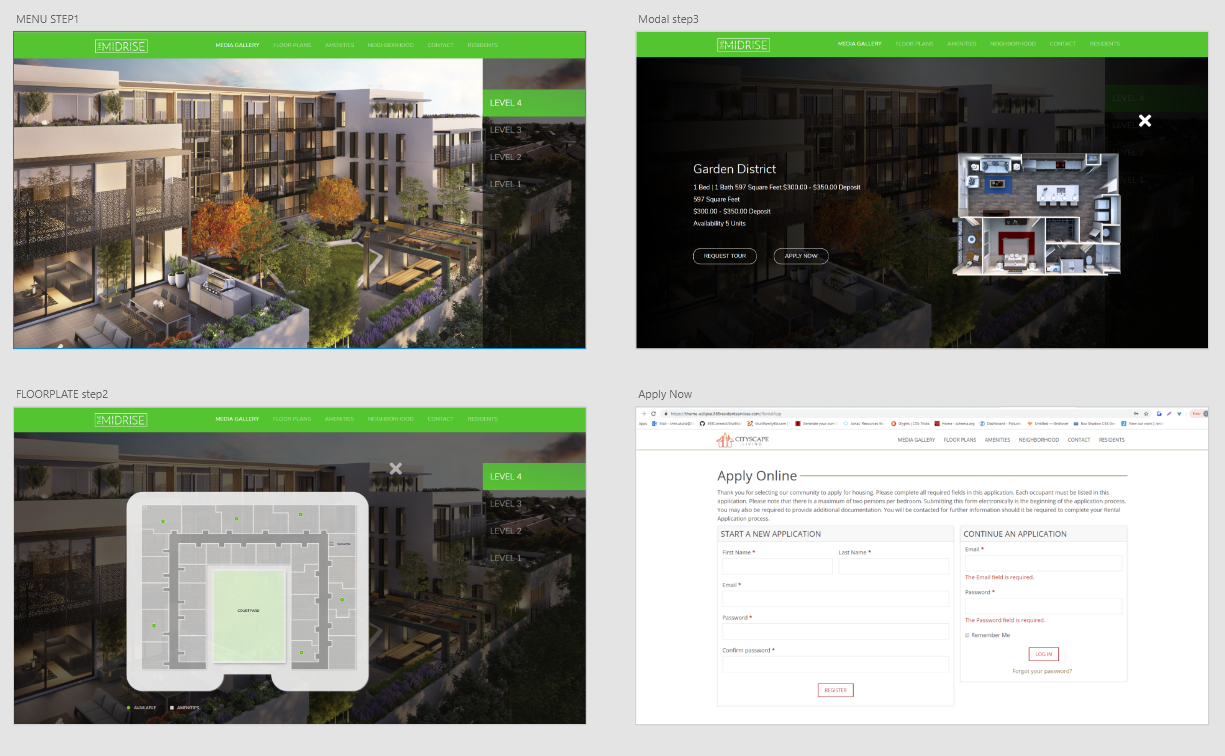 MENU STEP1
THE MIDRISE
MEDIA GALLERY FLOOR PLANS AMENITIES NEIGHBORHOOD CONTACT RESIDENTS
LEVEL 4
LEVEL 3
LEVEL 2
LEVEL 1
Modal step3
THE MIDRISE
MEDIA GALLERY FLOOR PLANS AMENITIES NEIGHBORHOOD CONTACT RESIDENTS
LEVEL 4
Garden District
1 Bed | 1 Bath 597 Square Feet $300.00 - $350.00 Deposit
597 Square Feet
$300.00 - $350.00 Deposit
Availability 5 Units
REQUEST TOUR APPLY NOW
FLOORPLATE step2
THE MIDRISE
MEDIA GALLERY FLOOR PLANS AMENITIES NEIGHBORHOOD CONTACT RESIDENTS
LEVEL 4
LEVEL 3
LEVEL 2
LEVEL 1
COURTYARD
AVAILABLE AMENITIES
Apply Now
CITYSCAPE
LIVING
MEDIA GALLERY FLOOR PLANS AMENITIES NEIGHBORHOOD CONTACT RESIDENTS
Apply Online
Thank you for selecting our community to apply for housing. Please complete all required fields in this application. Each occupant must be listed in this
application. Please note that there is a maximum of two persons per bedroom. Submitting this form electronically is the beginning of the application process.
You may also be required to provide additional documentation. You will be contacted for further information should it be required to complete your Rental
Application process.
START A NEW APPLICATION
First Name * Last Name *
Email *
Password *
Confirm password *
REGISTER
CONTINUE AN APPLICATION
Email *
The Email field is required.
Password *
The Password field is required.
Remember Me
LOG IN
Forgot your password?